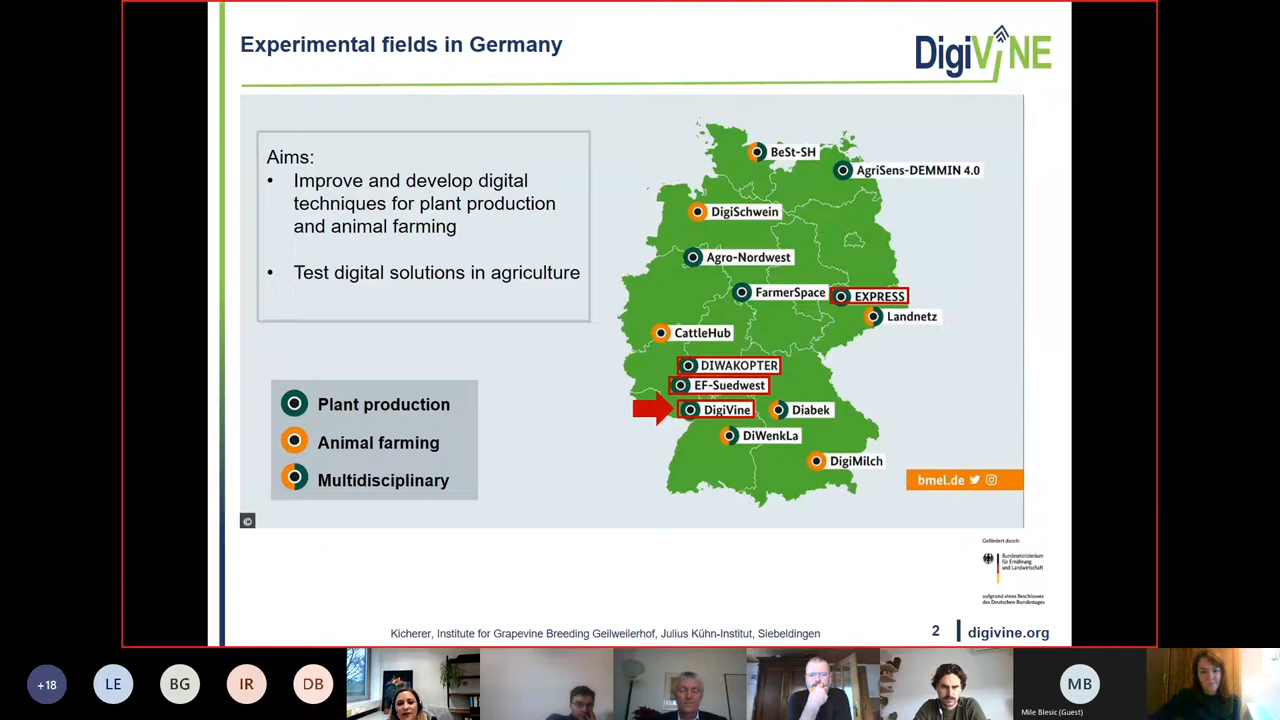 Experimental fields in Germany
DigiViNE
Aims:
• Improve and develop digital
techniques for plant production
and animal farming
• Test digital solutions in agriculture
Plant production
Animal farming
Multidisciplinary
©
BeSt-SH
AgriSens-DEMMIN 4.0
DigiSchwein
Agro-Nordwest
FarmerSpace
EXPRESS
Landnetz
CattleHub
DIWAKOPTER
EF-Suedwest
DigiVine
Diabek
DiWenkLa
DigiMilch
bmel.de
Gefördert durch:
Bundesministerium
für Ernährung
und Landwirtschaft
aufgrund eines Beschlusses
des Deutschen Bundestages
Kicherer, Institute for Grapevine Breeding Geilweilerhof, Julius Kühn-Institut, Siebeldingen
2
digivine.org
+18
LE
BG
IR
DB
MB
Mile Blesic (Guest)